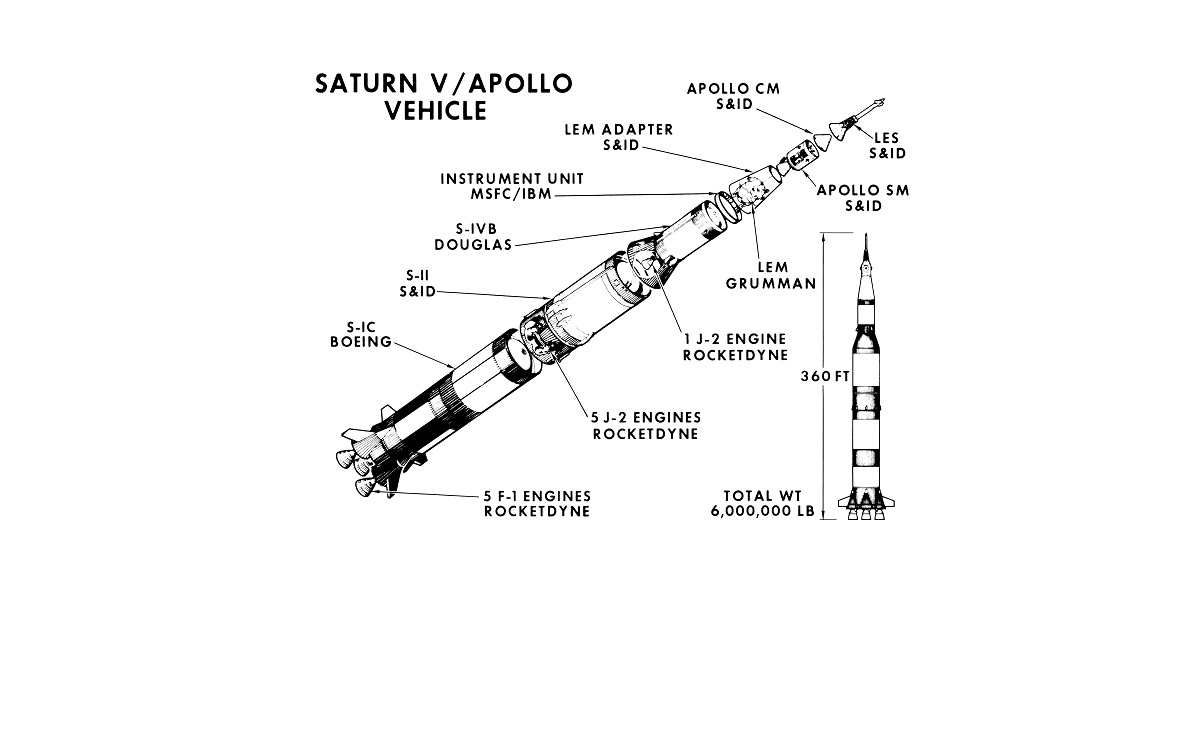 SATURN V/APOLLO
VEHICLE
APOLLO CM
S&ID
LEM ADAPTER
S&ID
LES
S&ID
INSTRUMENT UNIT
MSFC/IBM
APOLLO SM
S&ID
S-IVB
DOUGLAS
LEM
GRUMMAN
S-II
S&ID
S-IC
BOEING
1 J-2 ENGINE
ROCKETDYNE
360 FT
5 J-2 ENGINES
ROCKETDYNE
5 F-1 ENGINES
ROCKETDYNE
TOTAL WT
6,000,000 LB